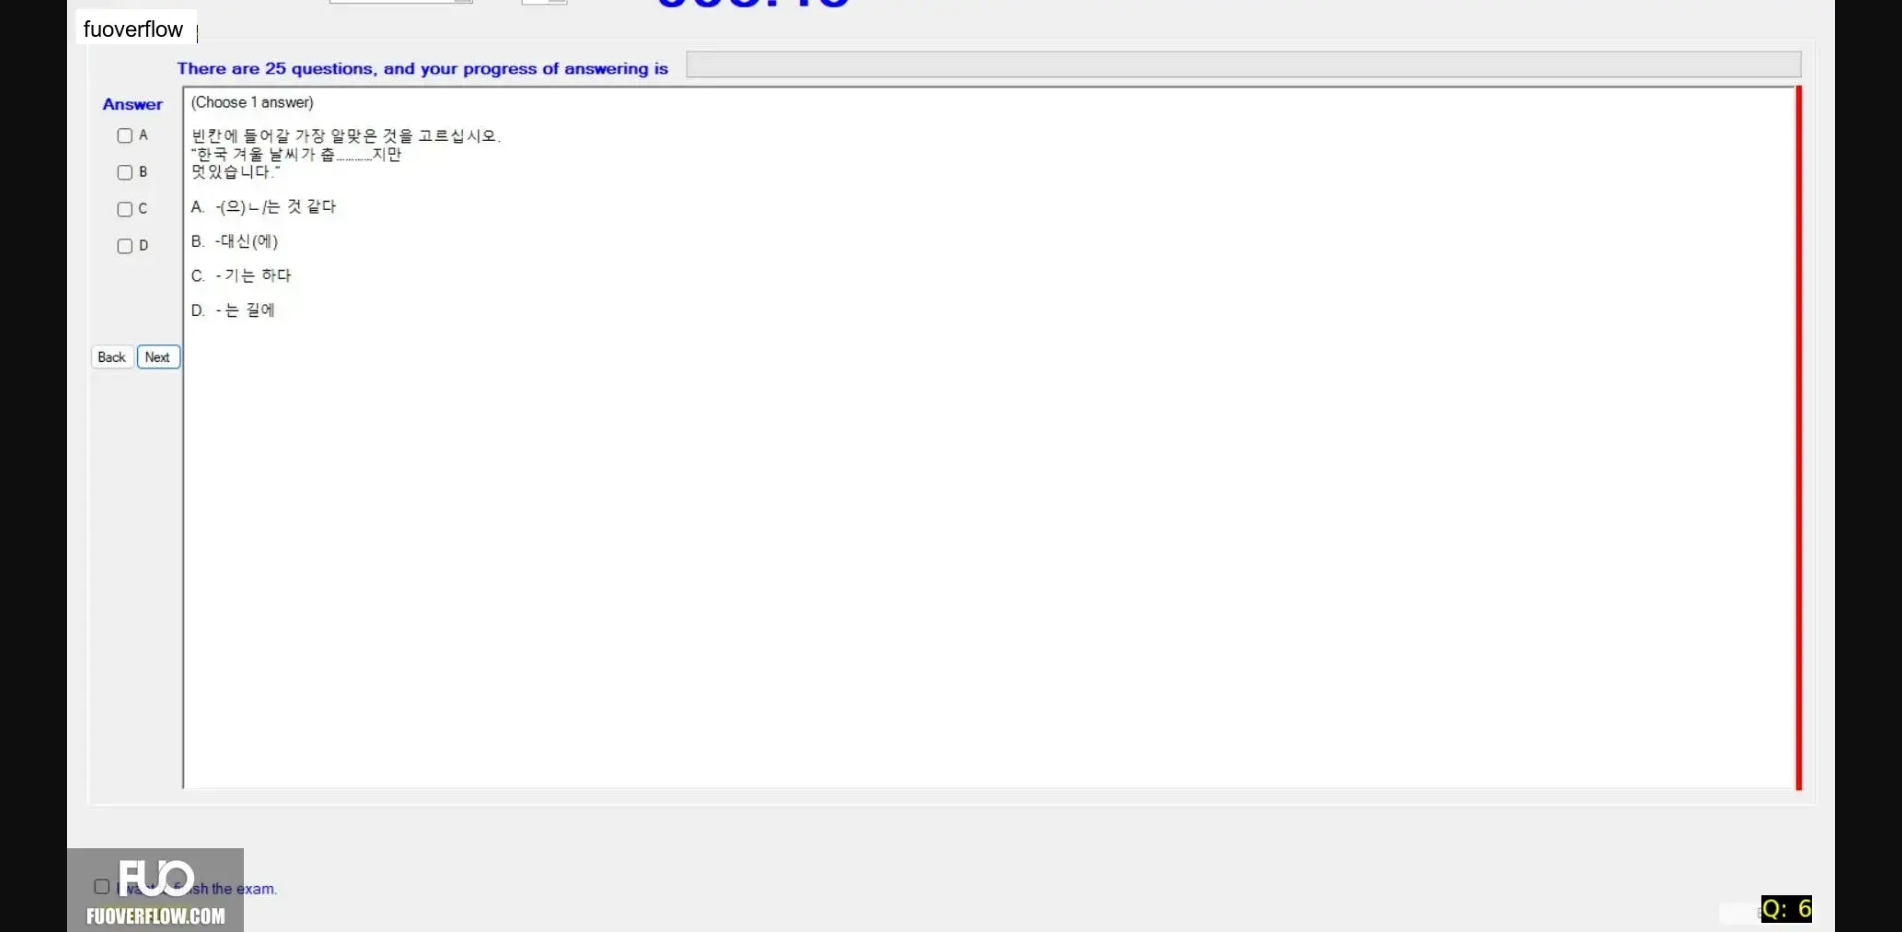 fuoverflow
There are 25 questions, and your progress of answering is
Answer
(Choose 1 answer)
A
B
C
D
빈칸에 들어갈 가장 알맞은 것을 고르십시오.
"한국 겨울 날씨가 춥............지만
멋있습니다."
A. -(으)ㄴ/는 것 같다
B. -대신(에)
C. - 기는 하다
D. - 는 길에
Back Next
FUO
finish the exam.
FUOVERFLOW.COM
Q: 6